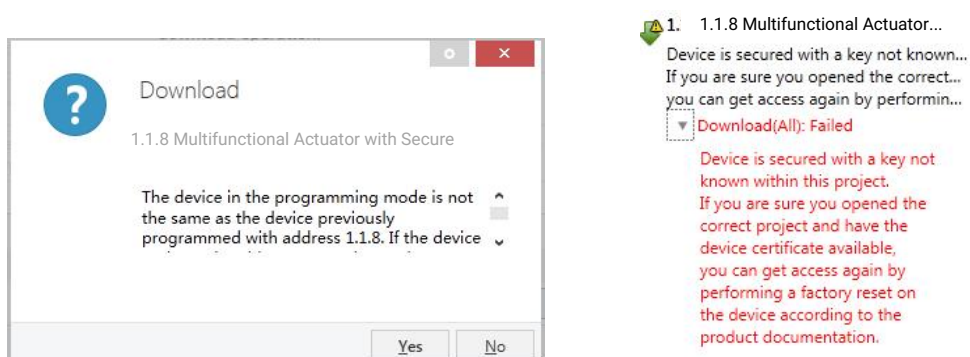 Download
1.1.8 Multifunctional Actuator with Secure
The device in the programming mode is not
the same as the device previously
programmed with address 1.1.8. If the device
Yes
No
1. 1.1.8 Multifunctional Actuator...
Device is secured with a key not known...
If you are sure you opened the correct...
you can get access again by performin...
Download(All): Failed
Device is secured with a key not
known within this project.
If you are sure you opened the
correct project and have the
device certificate available,
you can get access again by
performing a factory reset on
the device according to the
product documentation.